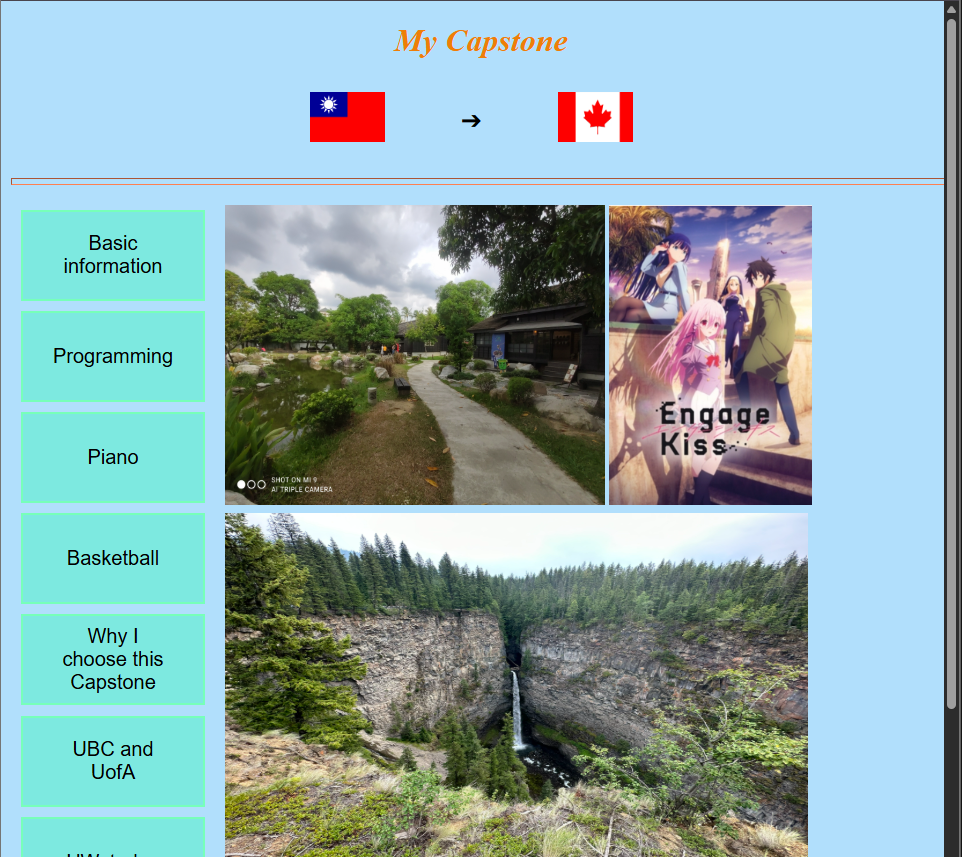 My Capstone
➔
Basic
information
Programming
Piano
Basketball
Why I
choose this
Capstone
UBC and
UofA
SHOT ON MI 9
AI TRIPLE CAMERA
Engage
Kiss